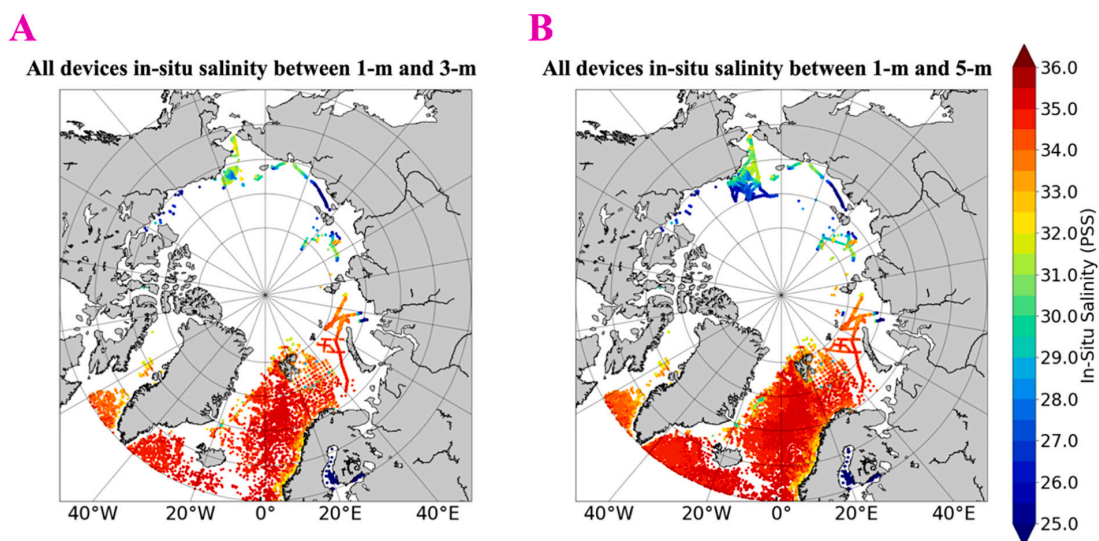 A
B
All devices in-situ salinity between 1-m and 3-m
All devices in-situ salinity between 1-m and 5-m
36.0
35.0
34.0
33.0
32.0
31.0
30.0
29.0
28.0
27.0
26.0
25.0
In-Situ Salinity (PSS)
40°W 20°W 0° 20°E 40°E
40°W 20°W 0° 20°E 40°E